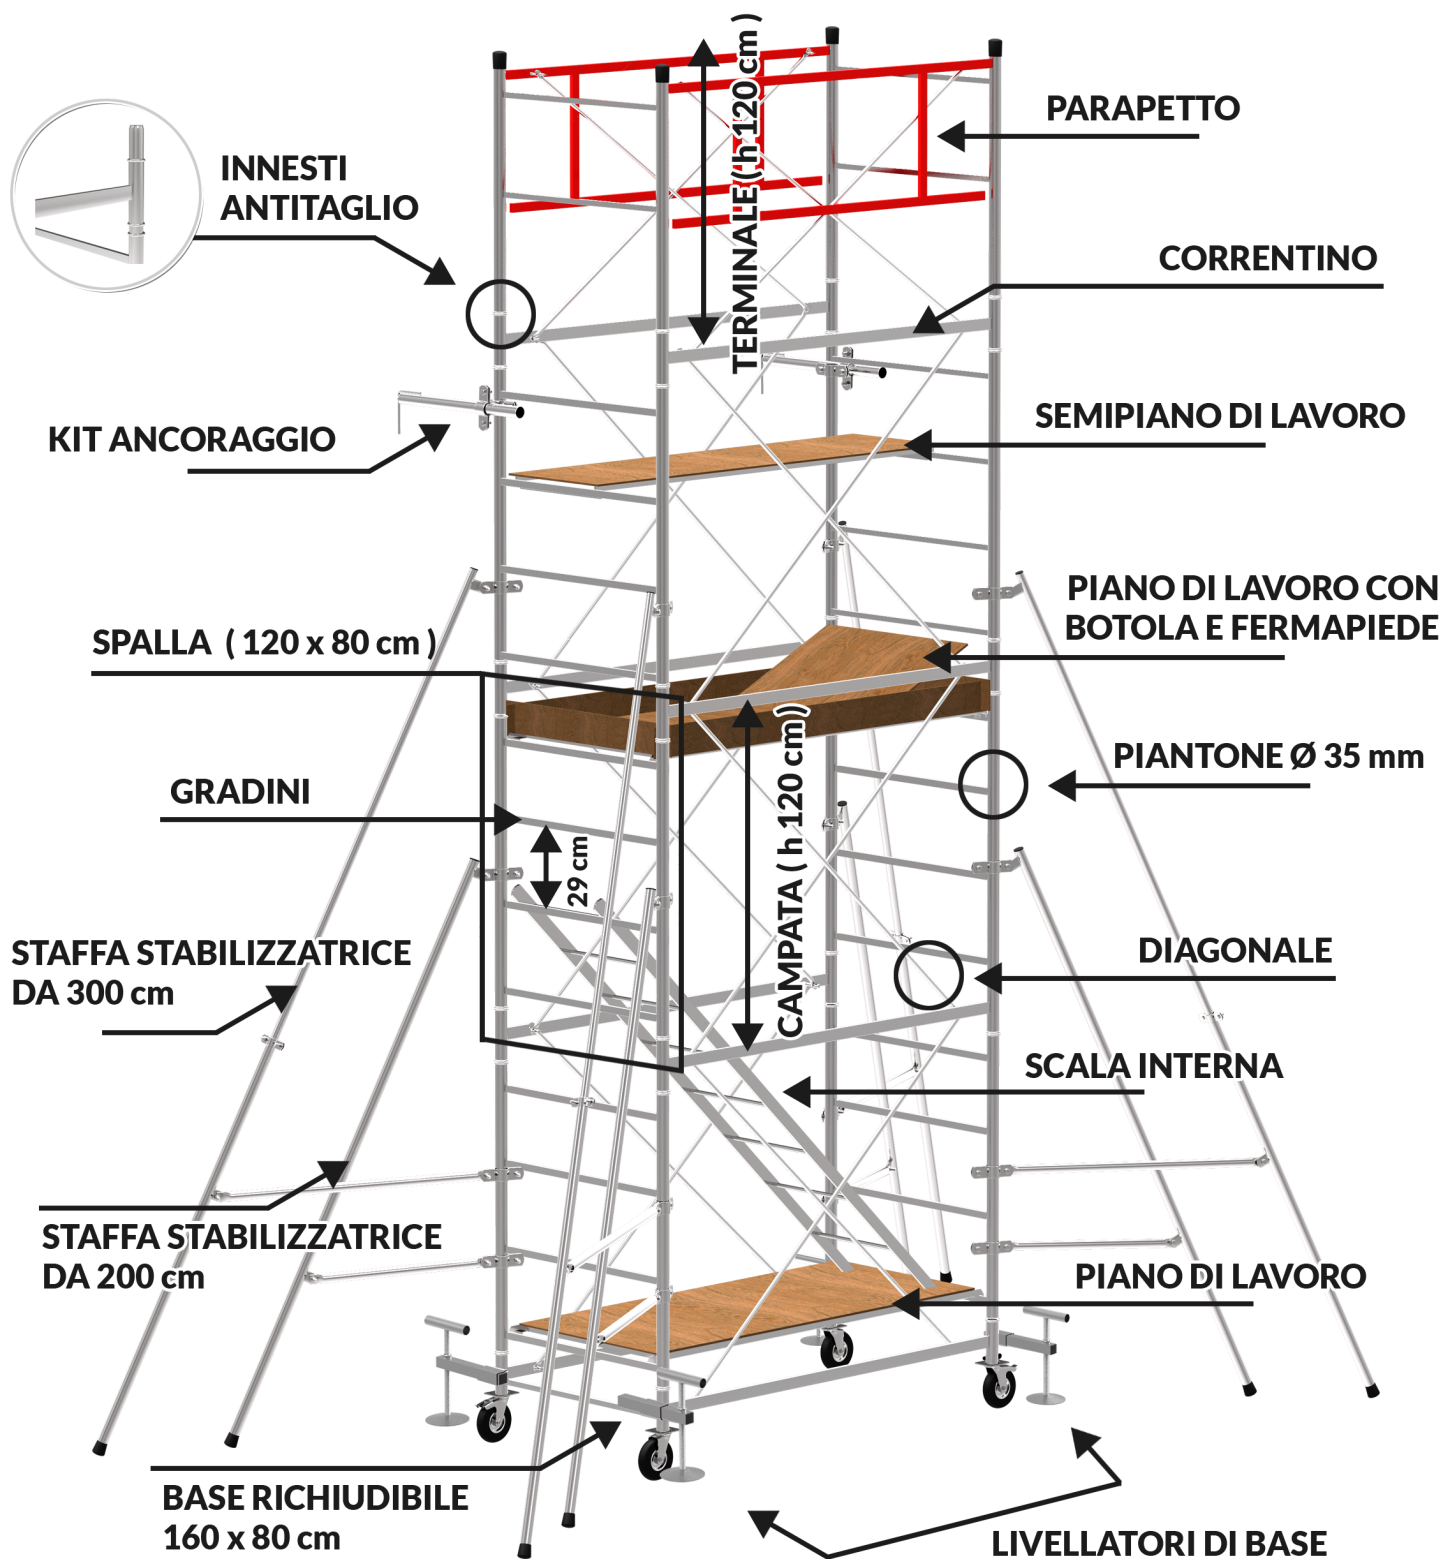 TERMINALE ( h 120 cm )
PARAPETTO
INNESTI
ANTITAGLIO
CORRENTINO
SEMIPIANO DI LAVORO
KIT ANCORAGGIO
PIANO DI LAVORO CON
BOTOLA E FERMAPIEDE
SPALLA ( 120 x 80 cm )
CAMPATA ( h 120 cm )
PIANTONE Ø 35 mm
GRADINI
29 cm
STAFFA STABILIZZATRICE
DA 300 cm
DIAGONALE
SCALA INTERNA
STAFFA STABILIZZATRICE
DA 200 cm
PIANO DI LAVORO
BASE RICHIUDIBILE
160 x 80 cm
LIVELLATORI DI BASE